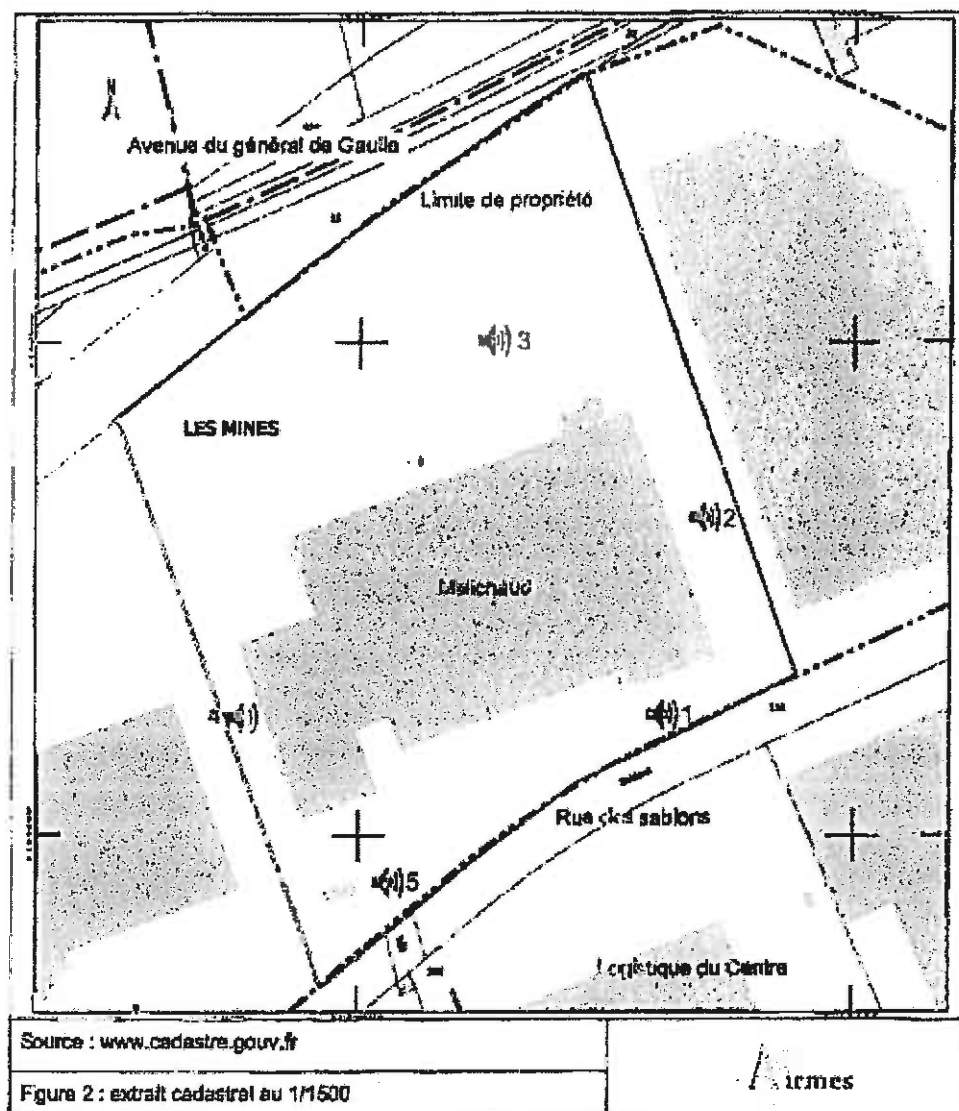 Avenue du général de Gaulle
Limite de propriété
3
LES MINES
2
Malichaud
1
Rue des sablons
5
Logistique du Centre
Source : www.cadastre.gouv.fr
Figure 2 : extrait cadastral au 1/1500